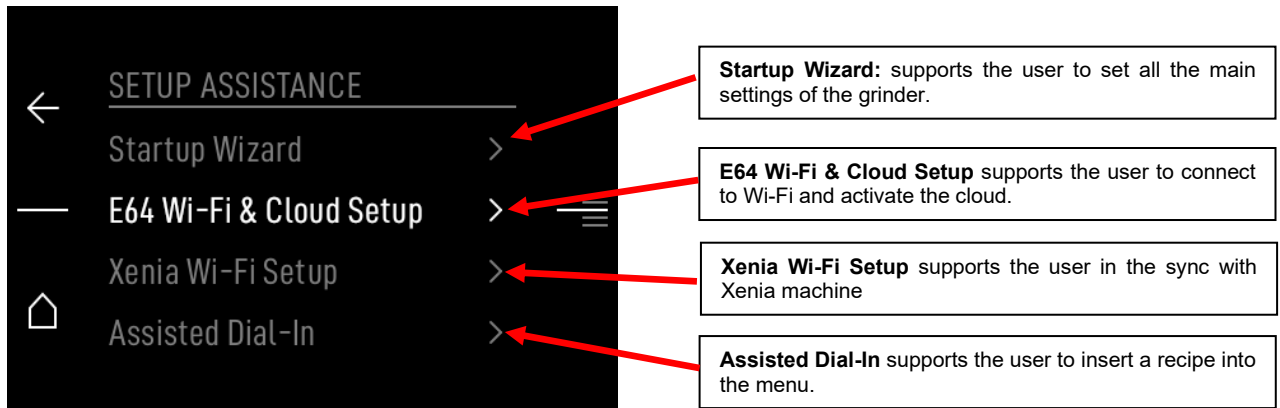 SETUP ASSISTANCE
Startup Wizard
E64 Wi-Fi & Cloud Setup
Xenia Wi-Fi Setup
Assisted Dial-In
Startup Wizard: supports the user to set all the main
settings of the grinder.
E64 Wi-Fi & Cloud Setup supports the user to connect
to Wi-Fi and activate the cloud.
Xenia Wi-Fi Setup supports the user in the sync with
Xenia machine
Assisted Dial-In supports the user to insert a recipe into
the menu.